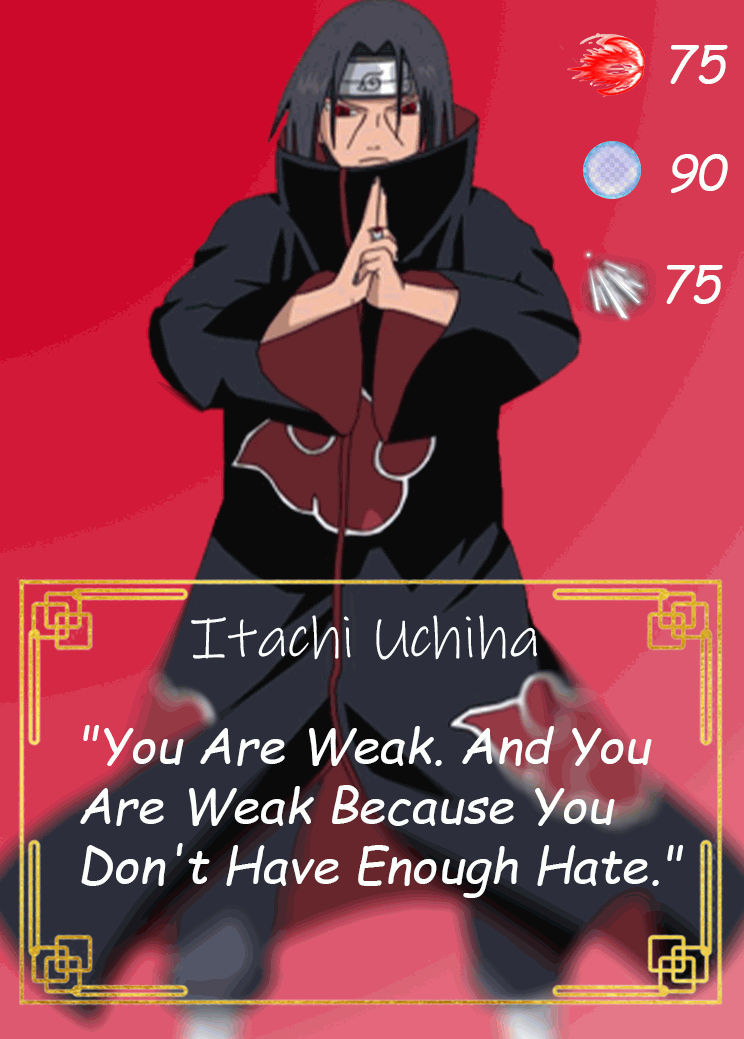 75
90
75
Itachi Uchiha
"You Are Weak. And You
Are Weak Because You
Don't Have Enough Hate."